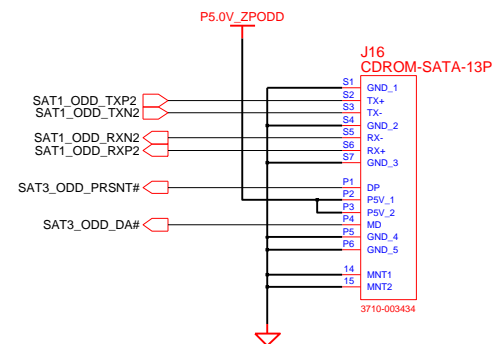 P5.0V_ZPODD
J16
CDROM-SATA-13P
S1 GND_1
SAT1_ODD_TXP2 S2 TX+
SAT1_ODD_TXN2 S3 TX-
S4 GND_2
SAT1_ODD_RXN2 S5 RX-
SAT1_ODD_RXP2 S6 RX+
S7 GND_3
SAT3_ODD_PRSNT# P1 DP
P2 P5V_1
P3 P5V_2
SAT3_ODD_DA# P4 MD
P5 GND_4
P6 GND_5
14 MNT1
15 MNT2
3710-003434